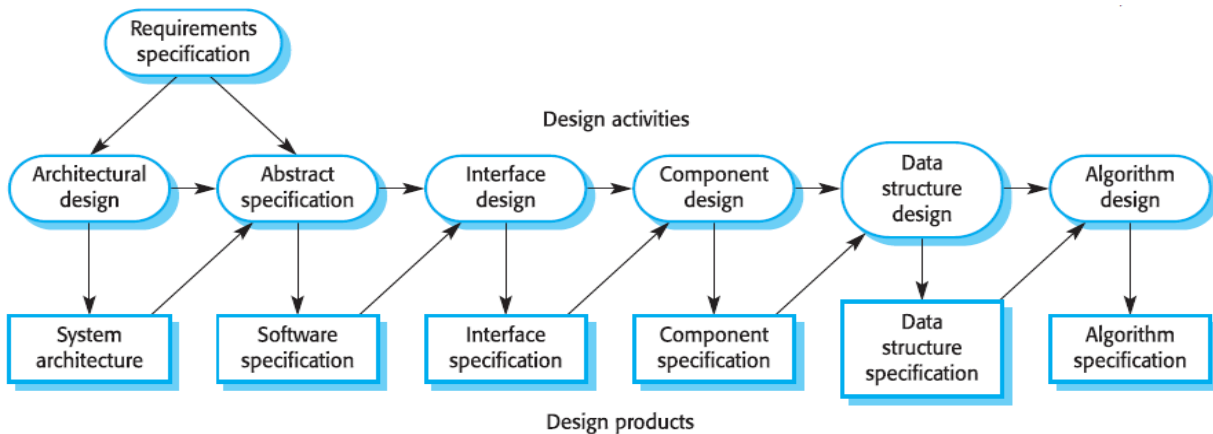 Requirements
specification
Design activities
Architectural
design
Abstract
specification
Interface
design
Component
design
Data
structure
design
Algorithm
design
System
architecture
Software
specification
Interface
specification
Component
specification
Data
structure
specification
Algorithm
specification
Design products